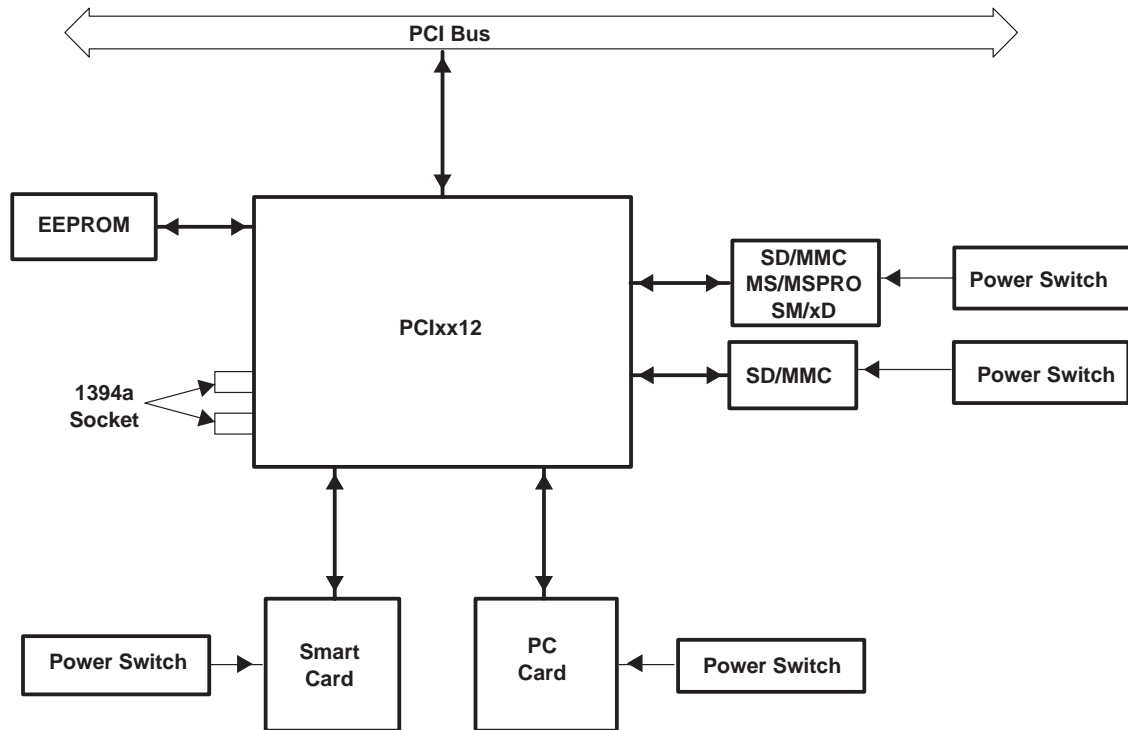 PCI Bus
EEPROM
PCIxx12
SD/MMC
MS/MSPRO
SM/xD
Power Switch
SD/MMC
Power Switch
1394a
Socket
Power Switch
Smart
Card
PC
Card
Power Switch